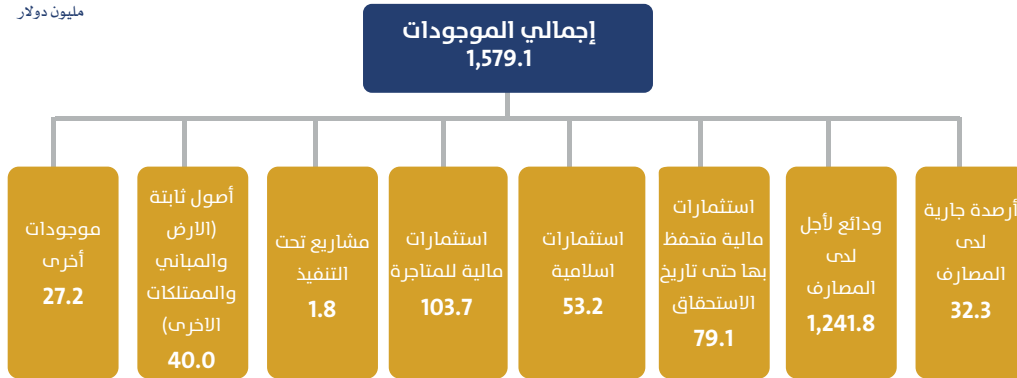 مليون دولار
إجمالي الموجودات
1,579.1
أرصدة جارية
لدى
المصارف
32.3
ودائع لأجل
لدى
المصارف
1,241.8
استثمارات
مالية متحفظ
بها حتى تاريخ
الاستحقاق
79.1
استثمارات
اسلامية
53.2
استثمارات
مالية للمتاجرة
103.7
مشاريع تحت
التنفيذ
1.8
أصول ثابتة
(الارض
والمباني
والممتلكات
الاخرى)
40.0
موجودات
أخرى
27.2